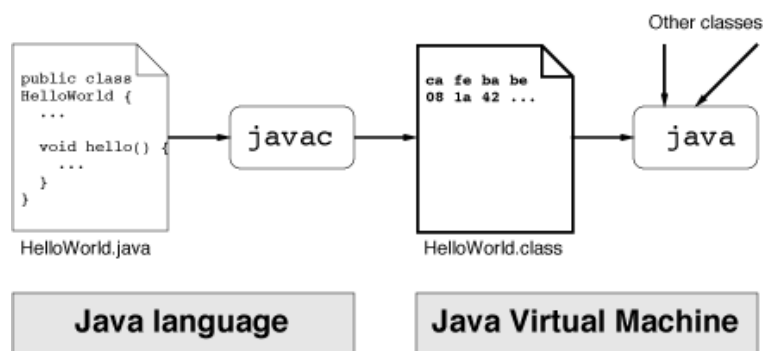 Other classes
public class
HelloWorld {
...
void hello() {
...
}
}
javac
ca fe ba be
08 1a 42 ...
java
HelloWorld.java
HelloWorld.class
Java language
Java Virtual Machine